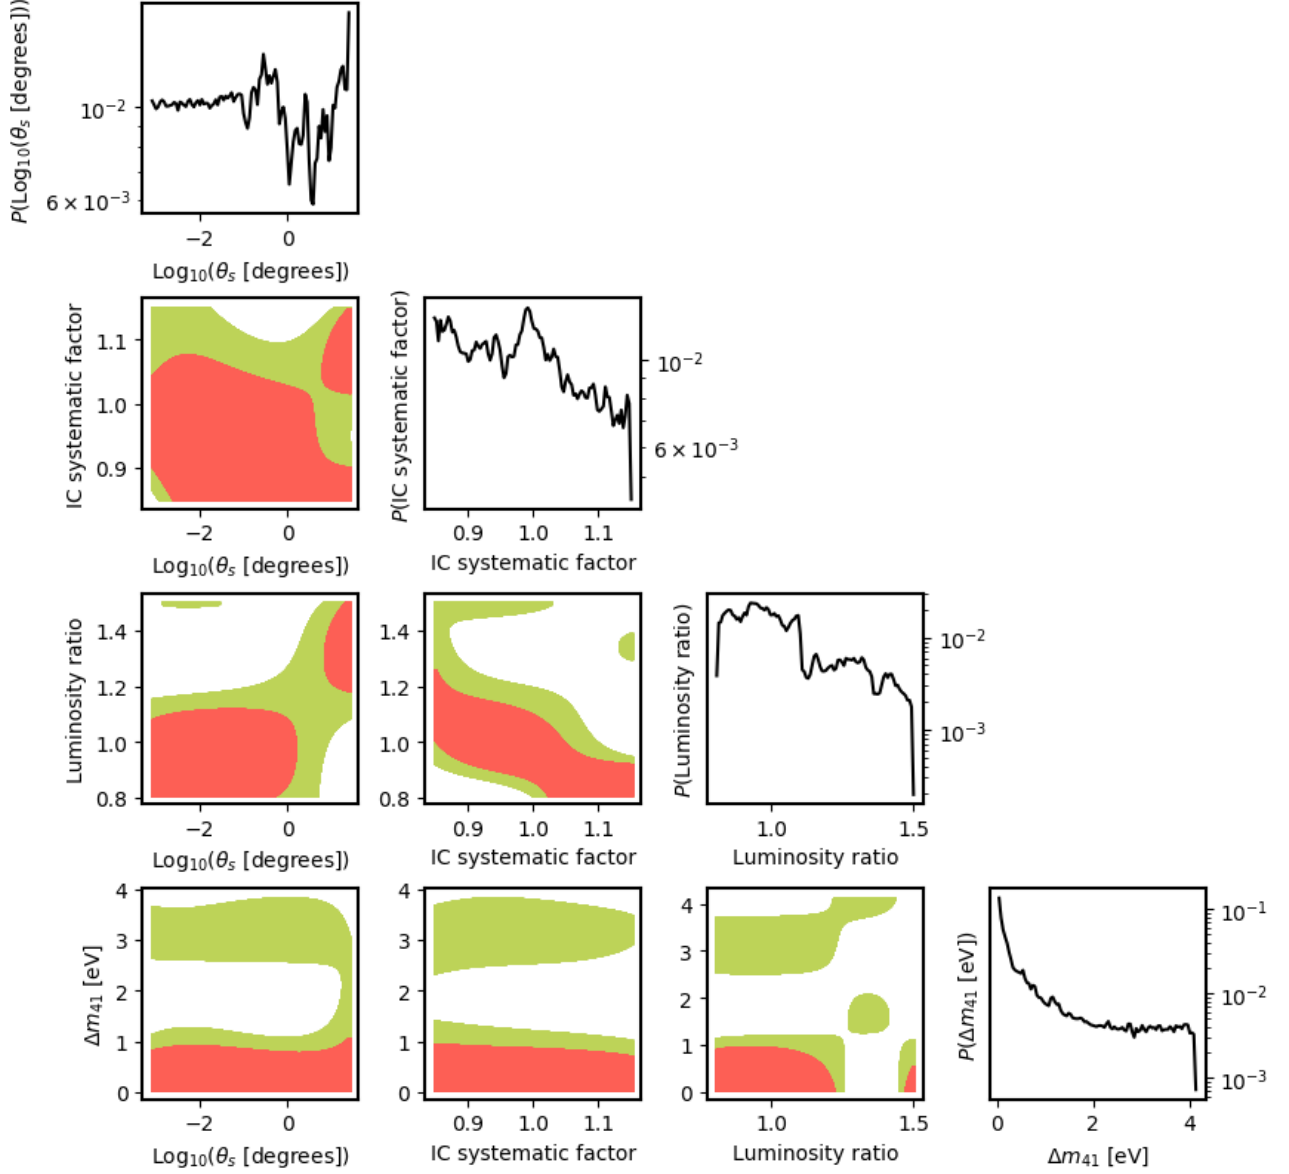 P(Log₁₀(θₛ [degrees]))
10⁻²
6 × 10⁻³
−2 0
Log₁₀(θₛ [degrees])
IC systematic factor
1.1
1.0
0.9
−2 0
Log₁₀(θₛ [degrees])
P(IC systematic factor)
10⁻²
6 × 10⁻³
0.9 1.0 1.1
IC systematic factor
Luminosity ratio
1.4
1.2
1.0
0.8
−2 0
Log₁₀(θₛ [degrees])
1.4
1.2
1.0
0.8
0.9 1.0 1.1
IC systematic factor
P(Luminosity ratio)
10⁻²
10⁻³
1.0 1.5
Luminosity ratio
Δm₄₁ [eV]
4
3
2
1
0
−2 0
Log₁₀(θₛ [degrees])
4
3
2
1
0
0.9 1.0 1.1
IC systematic factor
4
3
2
1
0
1.0 1.5
Luminosity ratio
P(Δm₄₁ [eV])
10⁻¹
10⁻²
10⁻³
0 2 4
Δm₄₁ [eV]